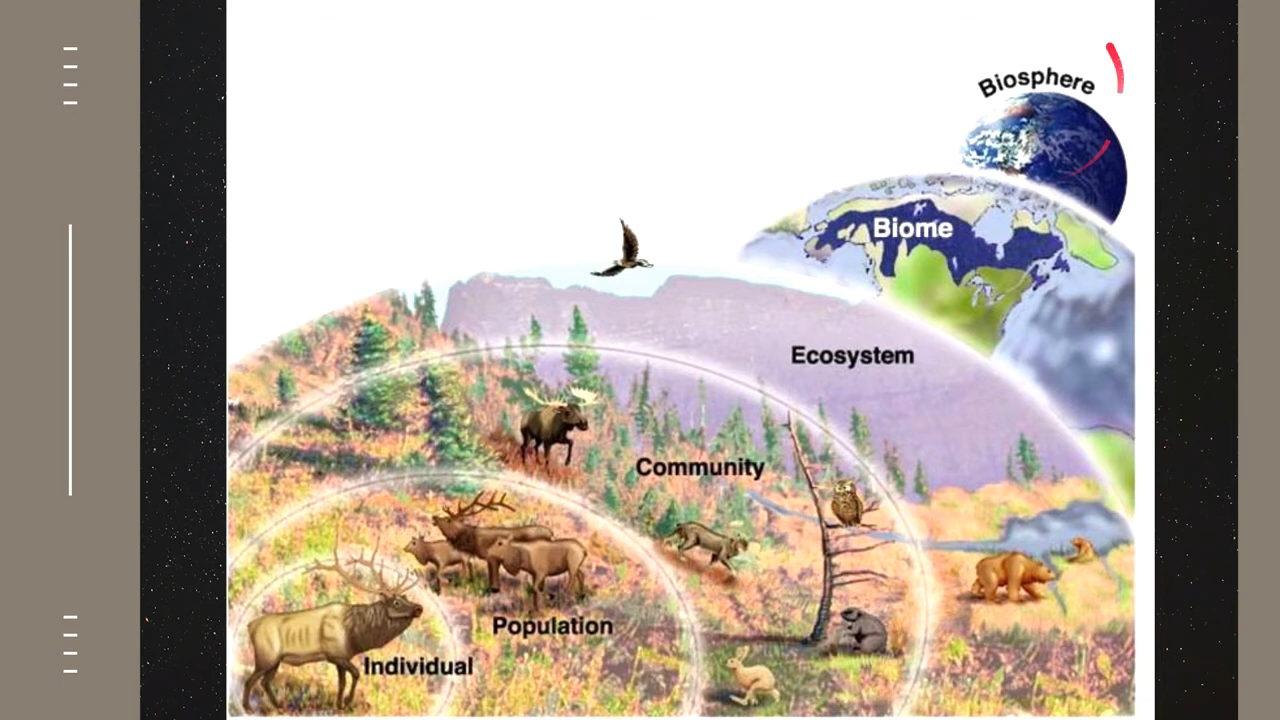 Biosphere
Biome
Ecosystem
Community
Population
Individual